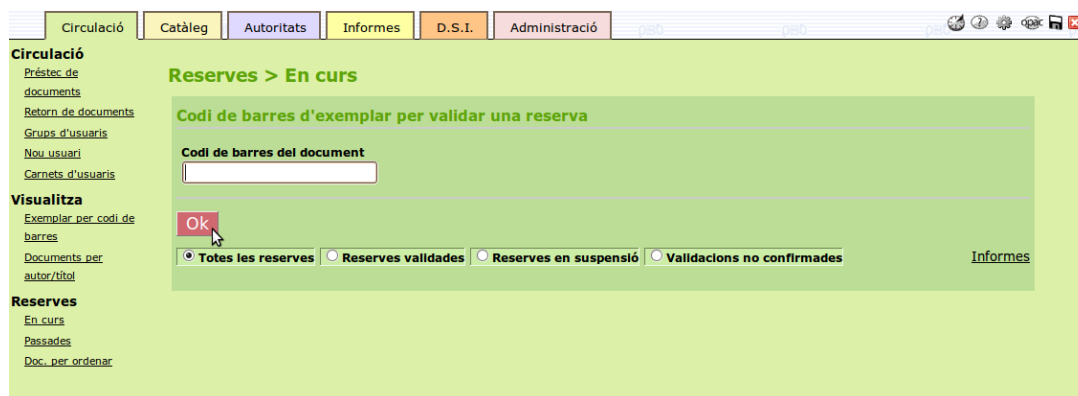 Circulació
Catàleg
Autoritats
Informes
D.S.I.
Administració
opac
Circulació
Préstec de
documents
Retorn de documents
Grups d'usuaris
Nou usuari
Carnets d'usuaris
Visualitza
Exemplar per codi de
barres
Documents per
autor/títol
Reserves
En curs
Passades
Doc. per ordenar
Reserves > En curs
Codi de barres d'exemplar per validar una reserva
Codi de barres del document
Ok
Totes les reserves
Reserves validades
Reserves en suspensió
Validacions no confirmades
Informes